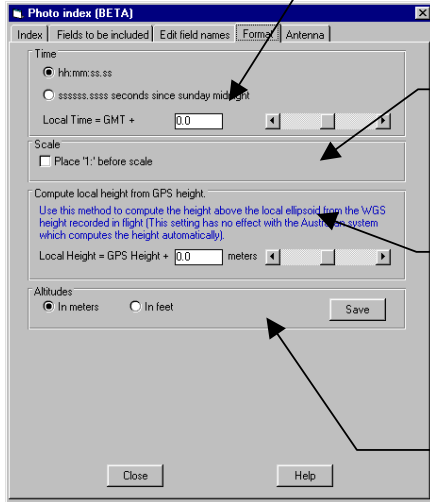 Photo index (BETA)
Index Fields to be included Edit field names Format Antenna
Time
hh:mm:ss.ss
ssssss.ssss seconds since sunday midnight
Local Time = GMT + 0.0
Scale
Place '1:' before scale
Compute local height from GPS height.
Use this method to compute the height above the local ellipsoid from the WGS
height recorded in flight (This setting has no effect with the Australian system
which computes the height automatically).
Local Height = GPS Height + 0.0 meters
Altitudes
In meters In feet
Save
Close Help